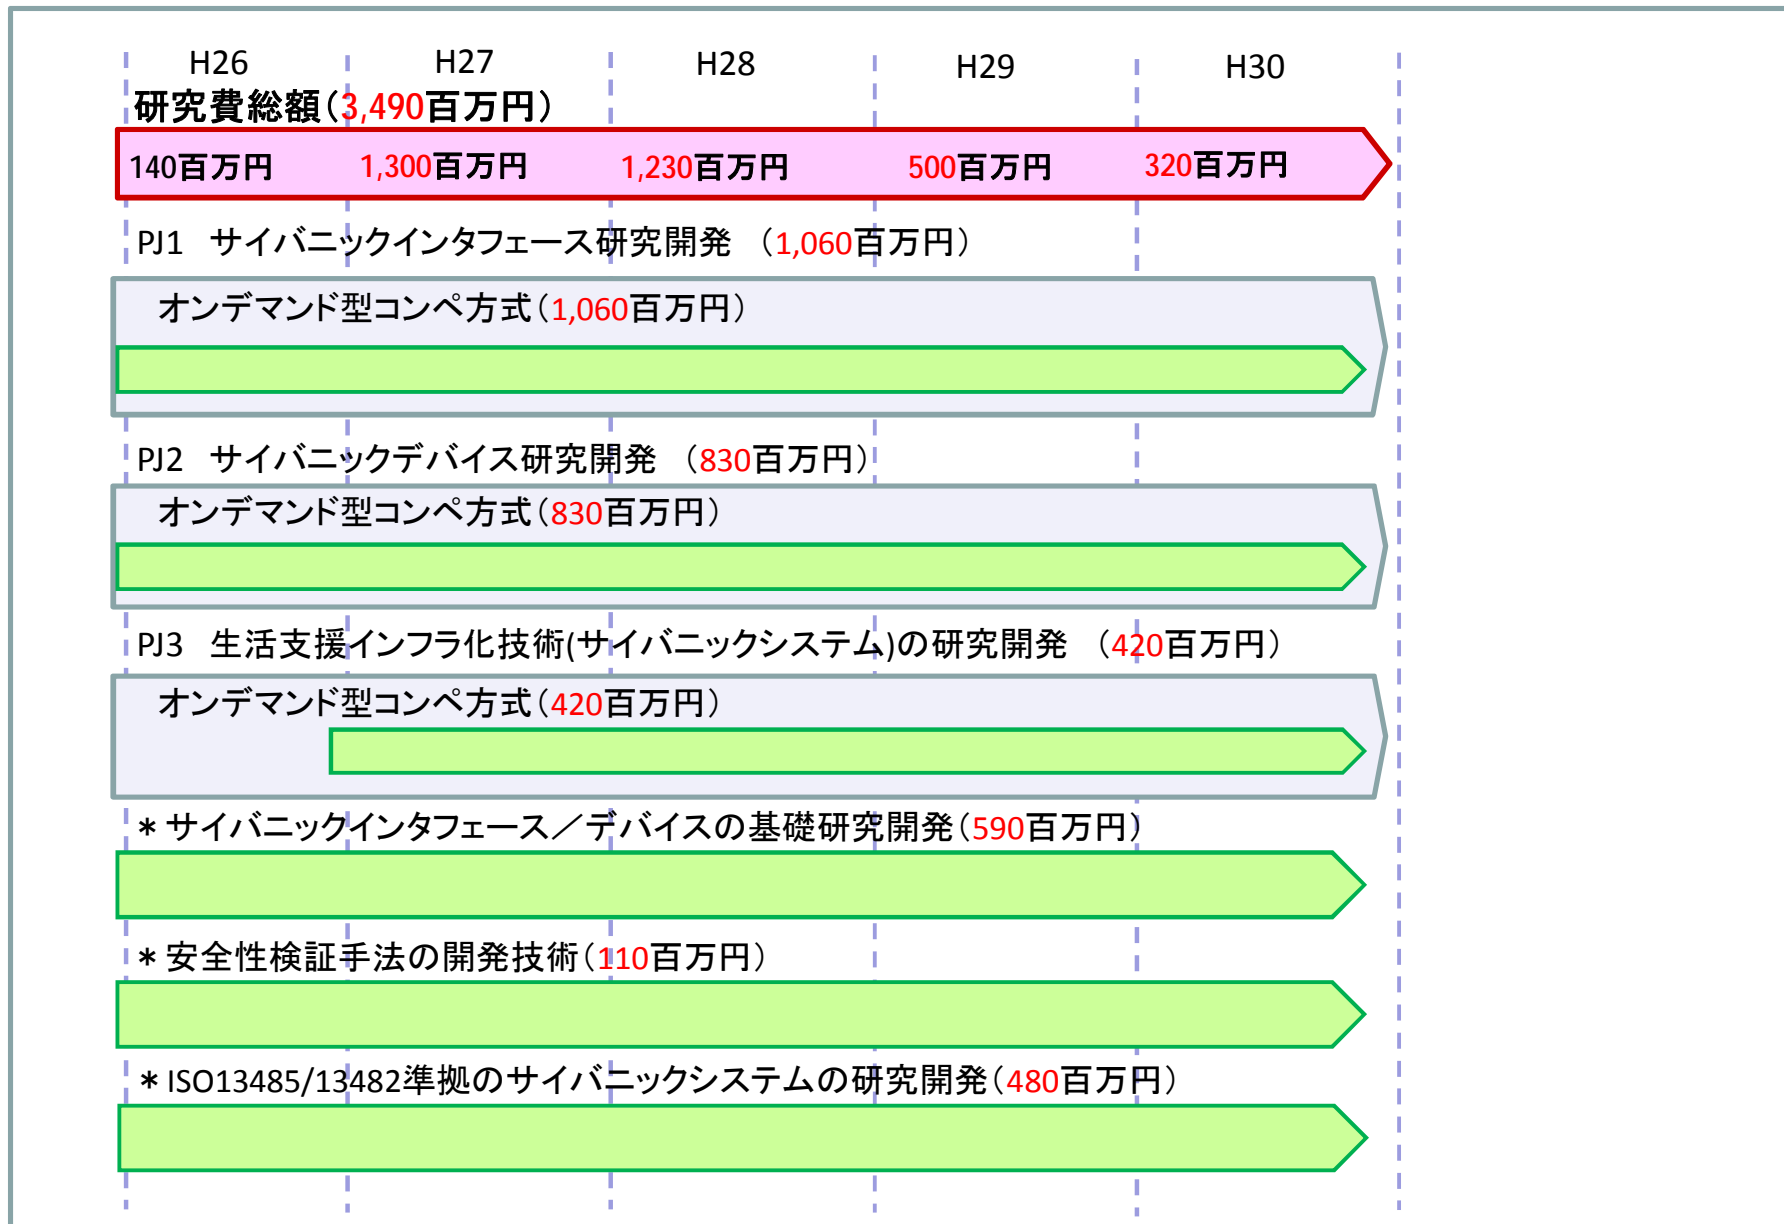 H26 H27 H28 H29 H30
研究費総額(3,490百万円)
140百万円 1,300百万円 1,230百万円 500百万円 320百万円
PJ1 サイバニックインタフェース研究開発 (1,060百万円)
オンデマンド型コンペ方式(1,060百万円)
PJ2 サイバニックデバイス研究開発 (830百万円)
オンデマンド型コンペ方式(830百万円)
PJ3 生活支援インフラ化技術(サイバニックシステム)の研究開発 (420百万円)
オンデマンド型コンペ方式(420百万円)
*サイバニックインタフェース/デバイスの基礎研究開発(590百万円)
*安全性検証手法の開発技術(110百万円)
*ISO13485/13482準拠のサイバニックシステムの研究開発(480百万円)